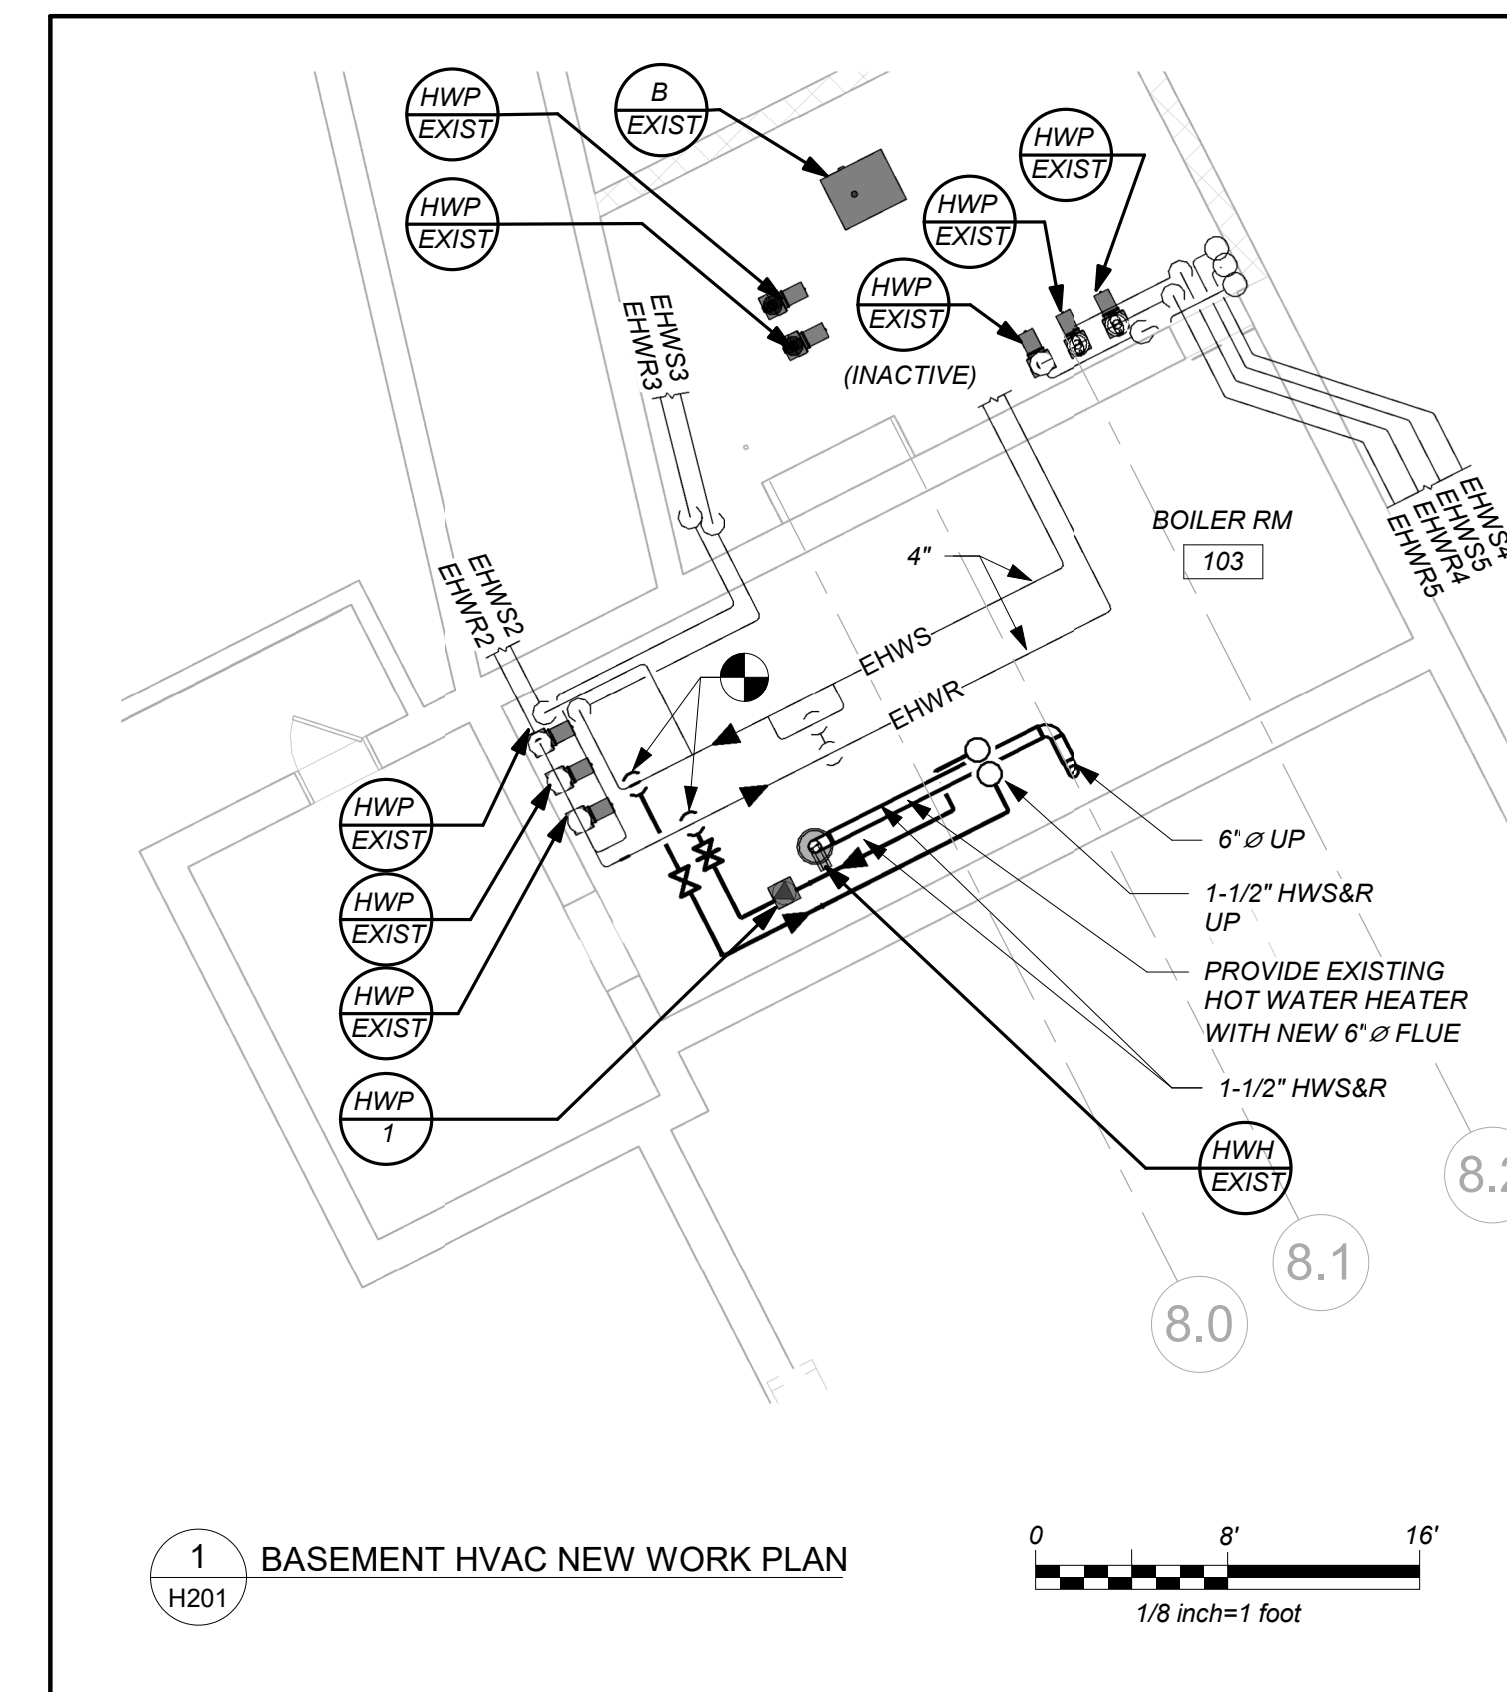 HWP
EXIST
B
EXIST
HWP
EXIST
HWP
EXIST
HWP
EXIST
HWP
EXIST
(INACTIVE)
EHWS3
EHWR3
BOILER RM
103
4"
EHWS4
EHWS5
EHWR4
EHWR5
EHWS2
EHWR2
EHWS
EHWR
HWP
EXIST
HWP
EXIST
HWP
EXIST
HWP
1
6"Ø UP
1-1/2" HWS&R
UP
PROVIDE EXISTING
HOT WATER HEATER
WITH NEW 6"Ø FLUE
1-1/2" HWS&R
HWH
EXIST
8.1
8.0
1
H201
BASEMENT HVAC NEW WORK PLAN
0 8' 16'
1/8 inch=1 foot